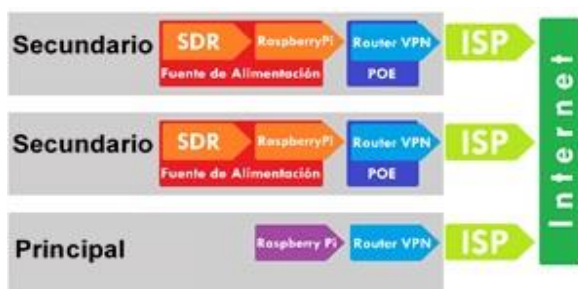 Secundario SDR RaspberryPi Router VPN ISP
Fuente de Alimentación POE
Secundario SDR RaspberryPi Router VPN ISP
Fuente de Alimentación POE
Principal Raspberry Pi Router VPN ISP
Internet